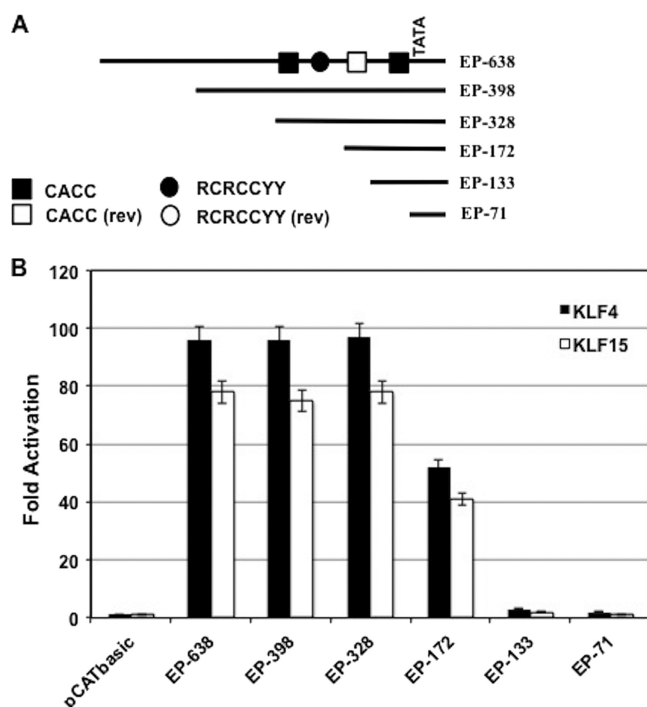 A
TATA
EP-638
EP-398
EP-328
EP-172
EP-133
EP-71
CACC
RCRCCYY
CACC (rev)
RCRCCYY (rev)
B
Fold Activation
120
100
80
60
40
20
0
KLF4
KLF15
pCATbasic
EP-638
EP-398
EP-328
EP-172
EP-133
EP-71